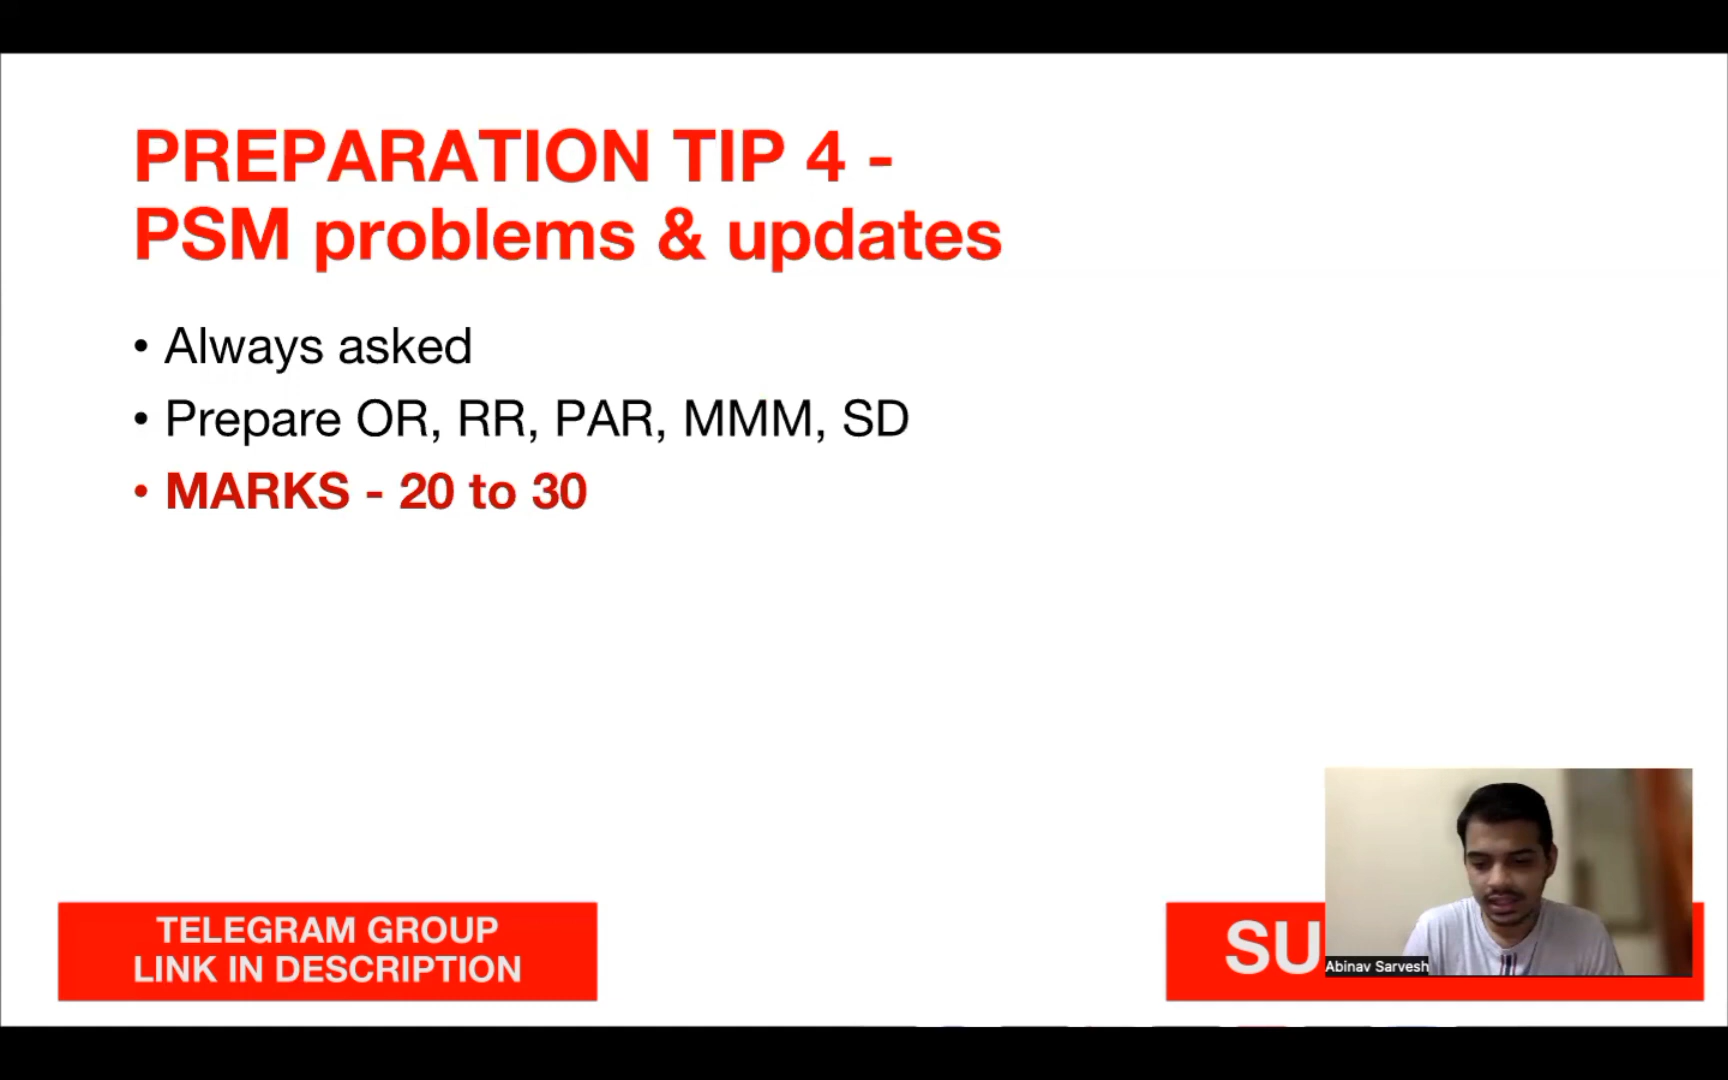 PREPARATION TIP 4 -
PSM problems & updates
• Always asked
• Prepare OR, RR, PAR, MMM, SD
• MARKS - 20 to 30
TELEGRAM GROUP
LINK IN DESCRIPTION
SU
Abinav Sarvesh